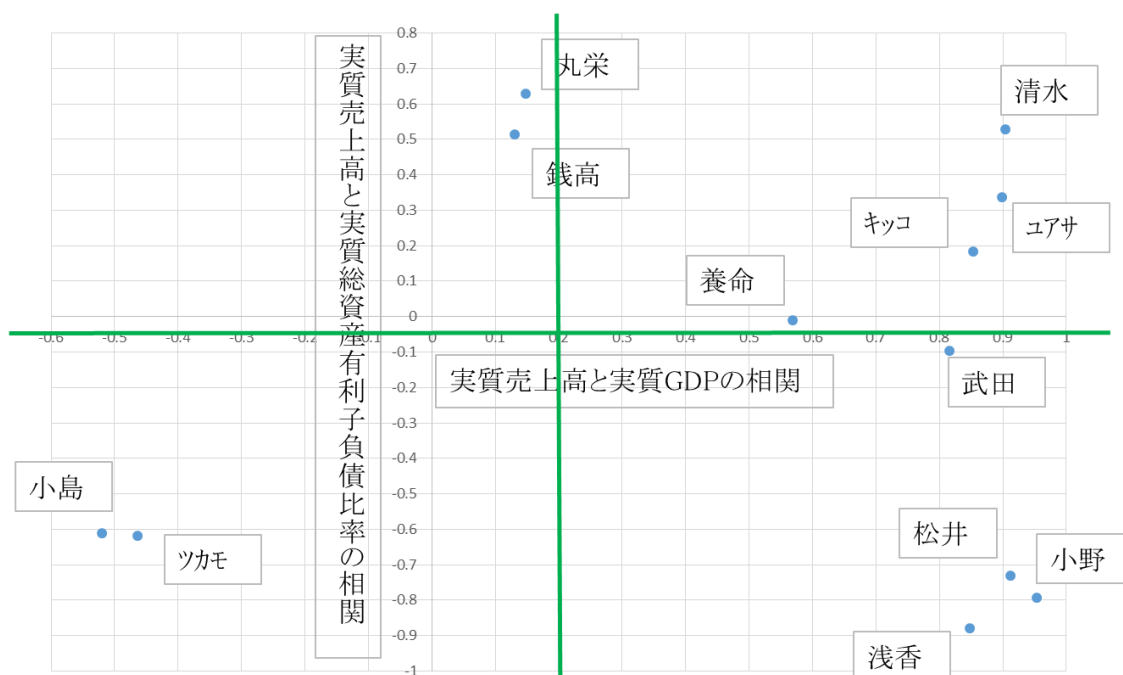 実質売上高と実質総資産有利子負債比率の相関
0.8
0.7
0.6
0.5
0.4
0.3
0.2
0.1
0
-0.1
-0.2
-0.3
-0.4
-0.5
-0.6
-0.7
-0.8
-0.9
-1
-0.6 -0.5 -0.4 -0.3 -0.2 -0.1 0 0.1 0.2 0.3 0.4 0.5 0.6 0.7 0.8 0.9 1
実質売上高と実質GDPの相関
丸栄
清水
銭高
キッコ
ユアサ
養命
武田
小島
ツカモ
松井
小野
浅香